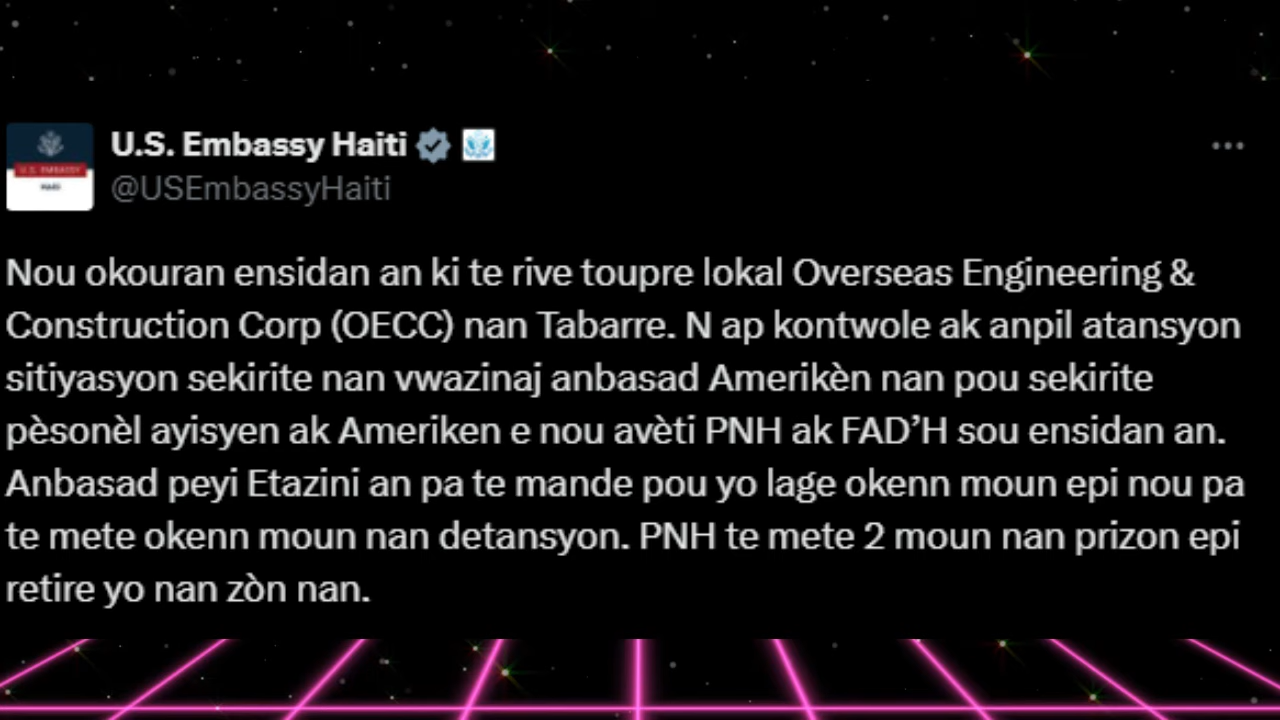 U.S. Embassy Haiti
@USEmbassyHaiti
U.S. EMBASSY
HAITI
Nou okouran ensidan an ki te rive toupre lokal Overseas Engineering &
Construction Corp (OECC) nan Tabarre. N ap kontwole ak anpil atansyon
sitiyasyon sekirite nan vwazinaj anbasad Amerikèn nan pou sekirite
pèsonèl ayisyen ak Ameriken e nou avèti PNH ak FAD’H sou ensidan an.
Anbasad peyi Etazini an pa te mande pou yo lage okenn moun epi nou pa
te mete okenn moun nan detansyon. PNH te mete 2 moun nan prizon epi
retire yo nan zòn nan.